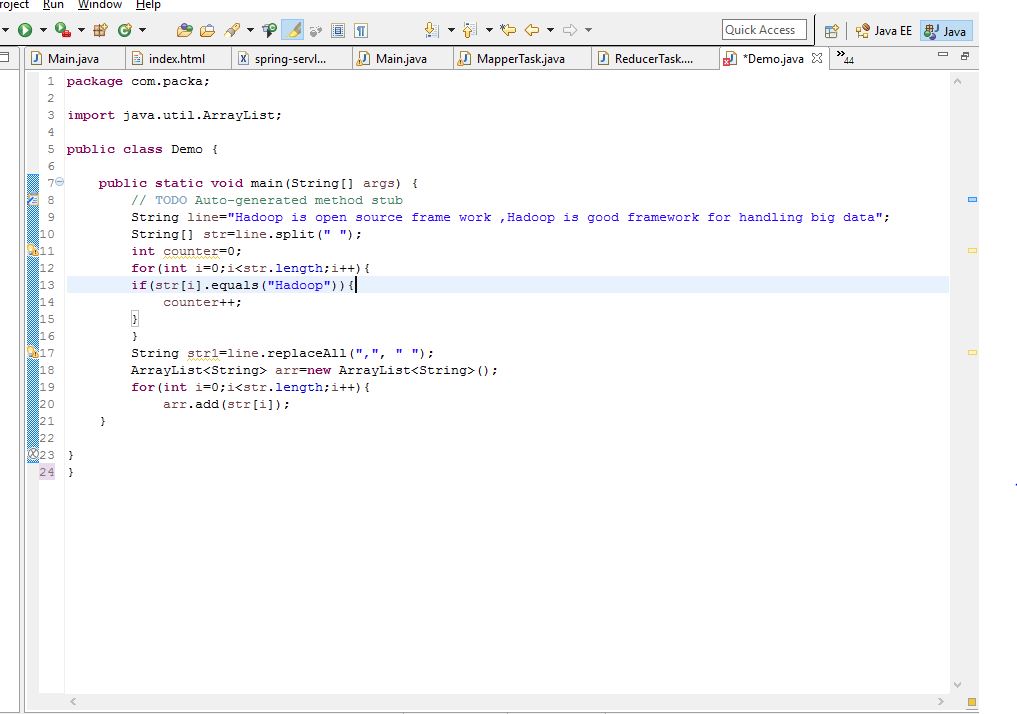 roject Run Window Help
Quick Access Java EE Java
Main.java index.html spring-servl... Main.java MapperTask.java ReducerTask.... *Demo.java »44
1 package com.packa;
2
3 import java.util.ArrayList;
4
5 public class Demo {
6
7 public static void main(String[] args) {
8 // TODO Auto-generated method stub
9 String line="Hadoop is open source frame work ,Hadoop is good framework for handling big data";
10 String[] str=line.split(" ");
11 int counter=0;
12 for(int i=0;i<str.length;i++){
13 if(str[i].equals("Hadoop")){
14 counter++;
15 }
16 }
17 String str1=line.replaceAll(",", " ");
18 ArrayList<String> arr=new ArrayList<String>();
19 for(int i=0;i<str.length;i++){
20 arr.add(str[i]);
21 }
22
23 }
24 }